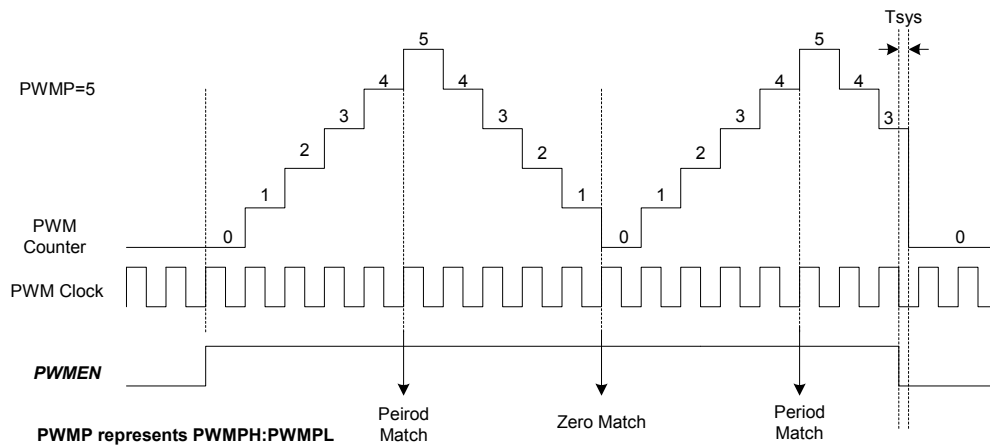 Tsys
5
5
PWMP=5
4
4
4
4
3
3
3
3
2
2
2
1
1
1
PWM
Counter
0
0
0
PWM Clock
PWMEN
Peirod
Match
Zero Match
Period
Match
PWMP represents PWMPH:PWMPL